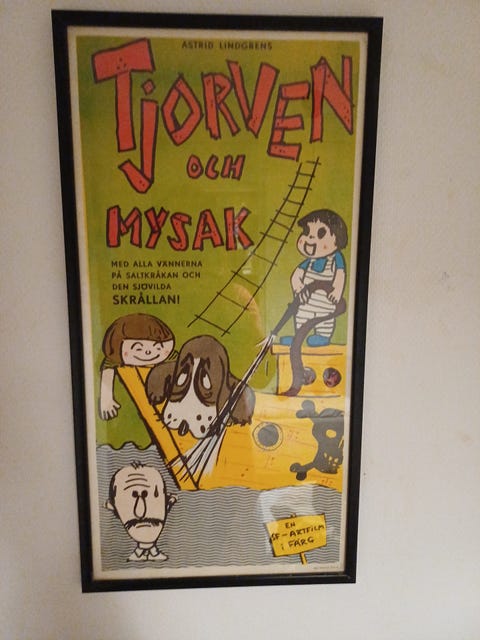 ASTRID LINDGRENS
TJORVEN
OCH
MYSAK
MED ALLA VÄNNERNA
PÅ SALTKRÅKAN OCH
DEN SJÖVILDA
SKRÅLLAN!
EN
SF-ARTFILM
i FÄRG